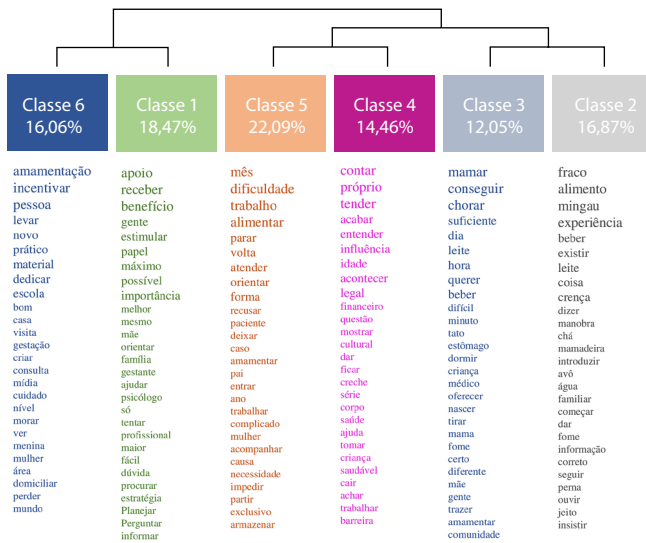 Classe 6
16,06%
amamentação
incentivar
pessoa
levar
novo
prático
material
dedicar
escola
bom
casa
visita
gestação
criar
consulta
mídia
cuidado
nível
morar
ver
menina
mulher
área
domiciliar
perder
mundo
Classe 1
18,47%
apoio
receber
benefício
gente
estimular
papel
máximo
possível
importância
melhor
mesmo
mãe
orientar
família
gestante
ajudar
psicólogo
só
tentar
profissional
maior
fácil
dúvida
procurar
estratégia
Planejar
Perguntar
informar
Classe 5
22,09%
mês
dificuldade
trabalho
alimentar
parar
volta
atender
orientar
forma
recusar
paciente
deixar
caso
amamentar
pai
entrar
ano
trabalhar
complicado
mulher
acompanhar
causa
necessidade
impedir
partir
exclusivo
armazenar
Classe 4
14,46%
contar
próprio
tender
acabar
entender
influência
idade
acontecer
legal
financeiro
questão
mostrar
cultural
dar
ficar
creche
série
corpo
saúde
ajuda
tomar
criança
saudável
cair
achar
trabalhar
barreira
Classe 3
12,05%
mamar
conseguir
chorar
suficiente
dia
leite
hora
querer
beber
difícil
minuto
tato
estômago
dormir
criança
médico
oferecer
nascer
tirar
mama
fome
certo
diferente
mãe
gente
trazer
amamentar
comunidade
Classe 2
16,87%
fraco
alimento
mingau
experiência
beber
existir
leite
coisa
crença
dizer
manobra
chá
mamadeira
introduzir
avô
água
familiar
começar
dar
fome
informação
correto
seguir
perna
ouvir
jeito
insistir